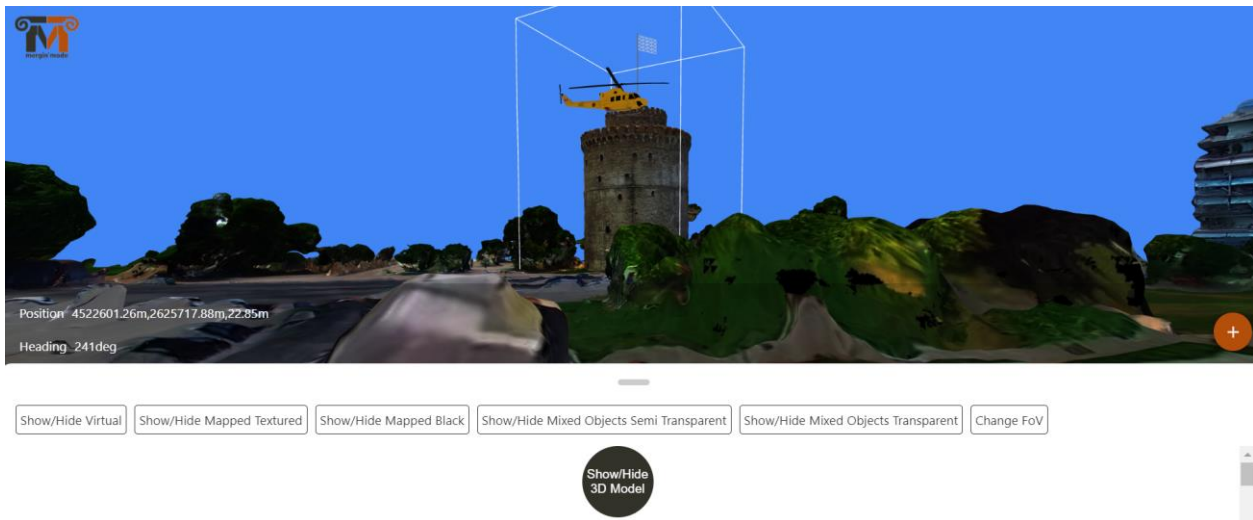 mergin'mode
Position 4522601.26m,2625717.88m,22.85m
Heading 241deg
+
Show/Hide Virtual
Show/Hide Mapped Textured
Show/Hide Mapped Black
Show/Hide Mixed Objects Semi Transparent
Show/Hide Mixed Objects Transparent
Change FoV
Show/Hide
3D Model